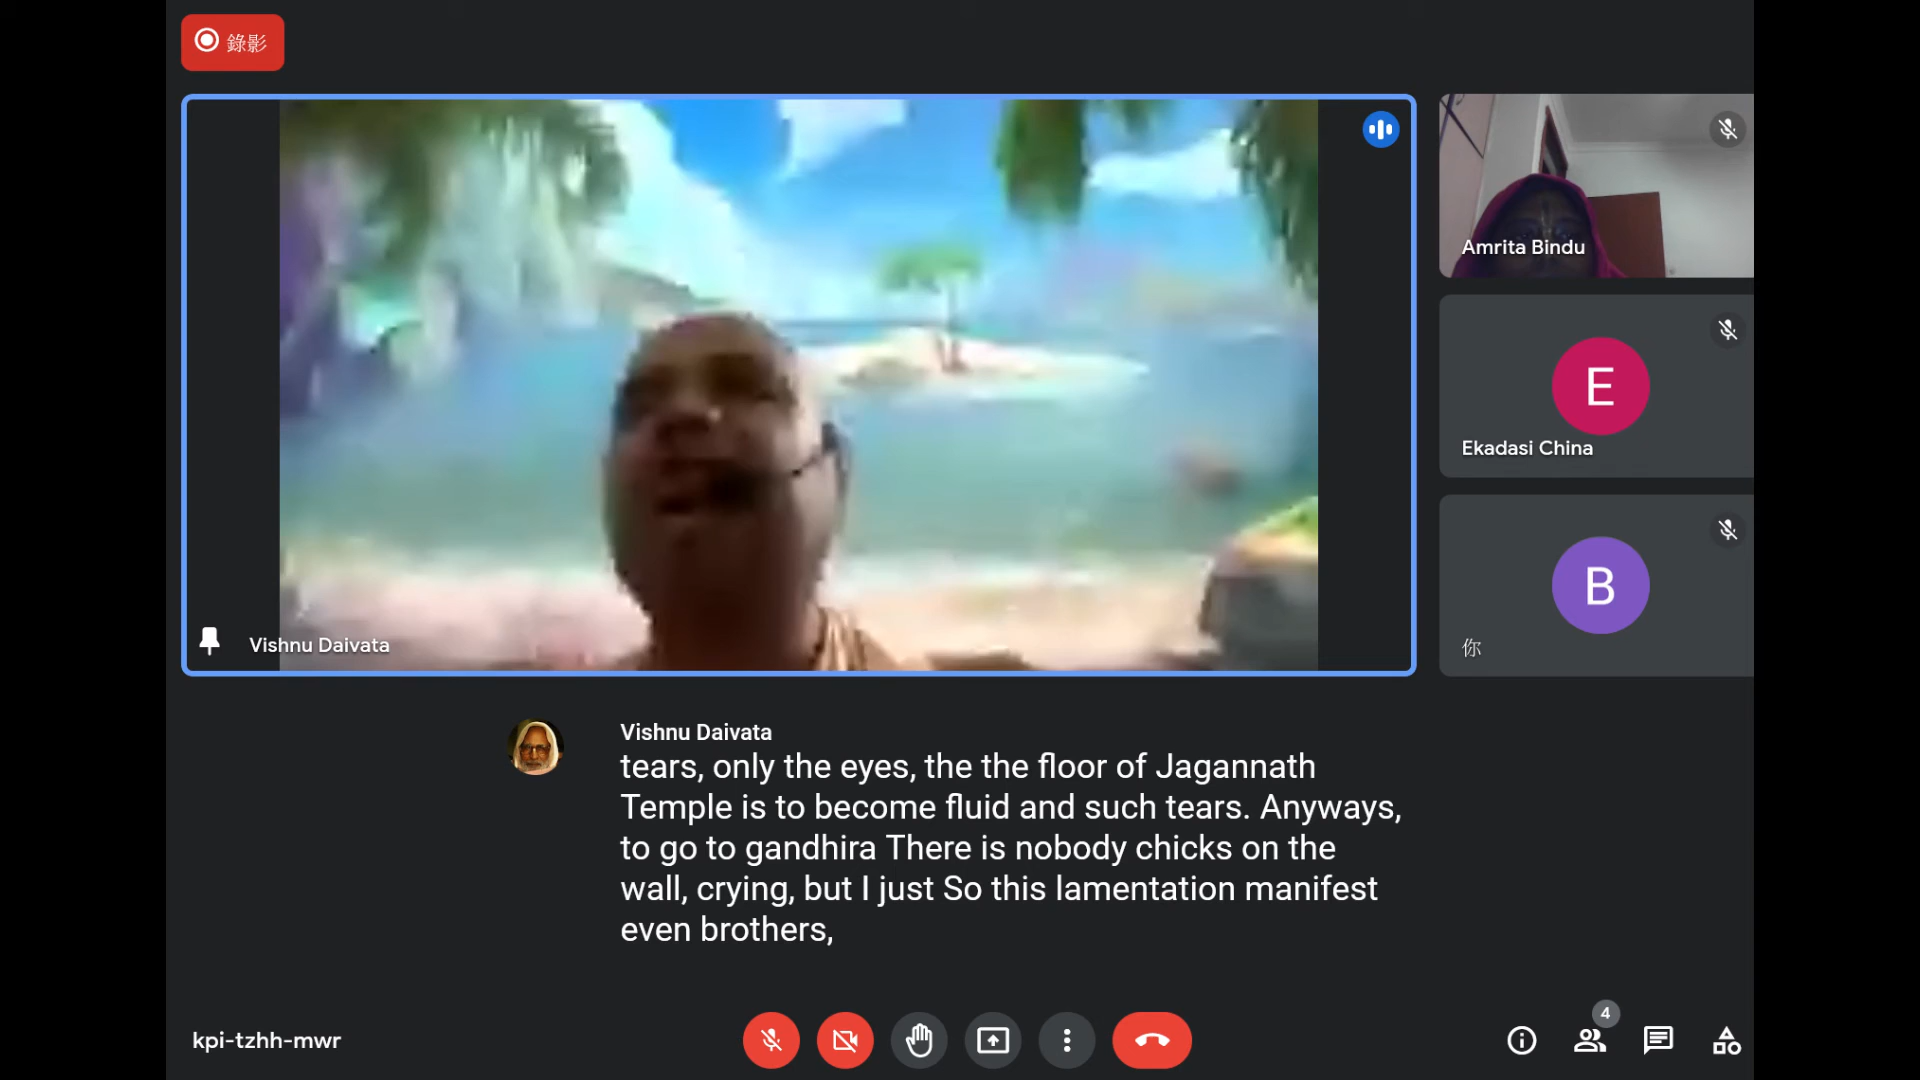 錄影
Amrita Bindu
E
Ekadasi China
B
你
Vishnu Daivata
Vishnu Daivata
tears, only the eyes, the the floor of Jagannath
Temple is to become fluid and such tears. Anyways,
to go to gandhira There is nobody chicks on the
wall, crying, but I just So this lamentation manifest
even brothers,
kpi-tzhh-mwr
4